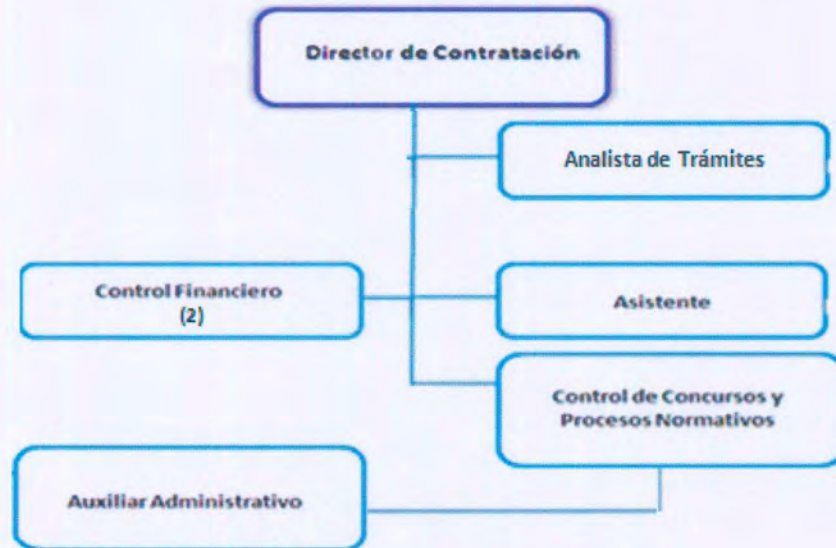 Director de Contratación
Analista de Trámites
Control Financiero
(2)
Asistente
Control de Concursos y
Procesos Normativos
Auxiliar Administrativo